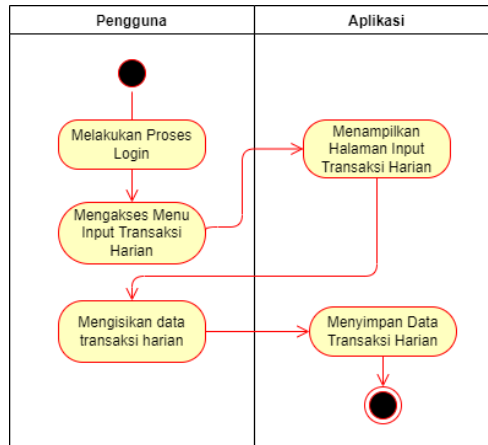 Pengguna
Aplikasi
Melakukan Proses
Login
Menampilkan
Halaman Input
Transaksi Harian
Mengakses Menu
Input Transaksi
Harian
Mengisikan data
transaksi harian
Menyimpan Data
Transaksi Harian